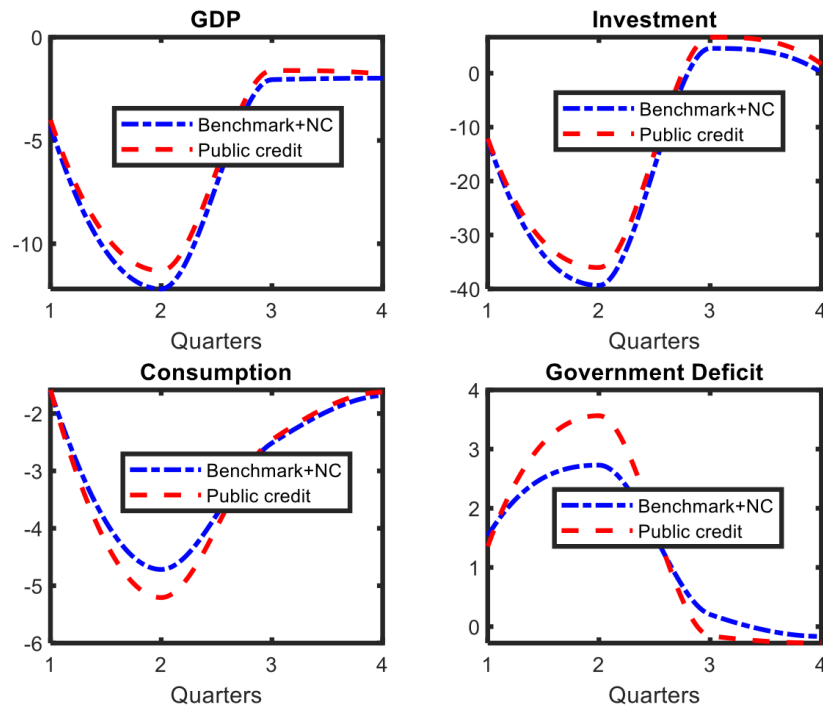 GDP
0
-5
-10
Benchmark+NC
Public credit
1
2
3
4
Quarters
Investment
0
-10
-20
-30
-40
Benchmark+NC
Public credit
1
2
3
4
Quarters
Consumption
-2
-3
-4
-5
-6
Benchmark+NC
Public credit
1
2
3
4
Quarters
Government Deficit
4
3
2
1
0
Benchmark+NC
Public credit
1
2
3
4
Quarters